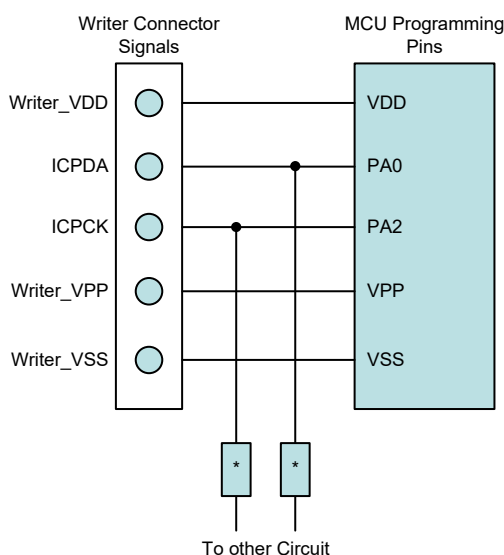 Writer Connector
Signals
MCU Programming
Pins
Writer_VDD
VDD
ICPDA
PA0
ICPCK
PA2
Writer_VPP
VPP
Writer_VSS
VSS
*
*
To other Circuit